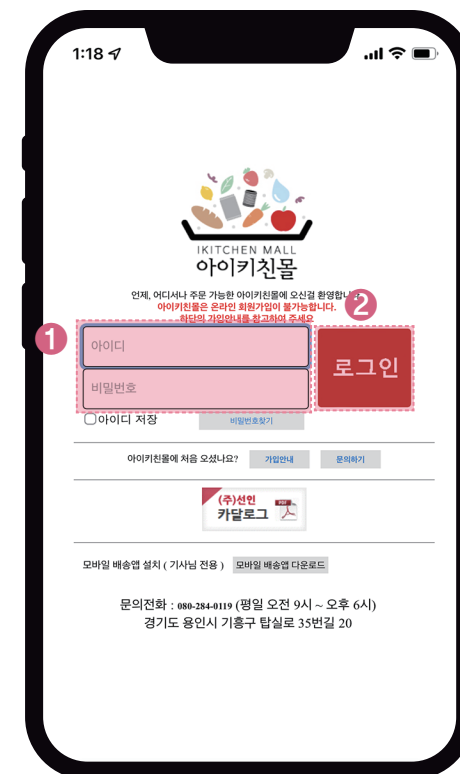 1:18
IKITCHEN MALL
아이키친몰
언제, 어디서나 주문 가능한 아이키친몰에 오신걸 환영합니다.
아이키친몰은 온라인 회원가입이 불가능합니다.
하단의 가입안내를 참고하여 주세요
1
2
아이디
비밀번호
로그인
아이디 저장
비밀번호찾기
아이키친몰에 처음 오셨나요? 가입안내 문의하기
(주)선인
카달로그
PDF
모바일 배송앱 설치 ( 기사님 전용 ) 모바일 배송앱 다운로드
문의전화 : 080-284-0119 (평일 오전 9시 ~ 오후 6시)
경기도 용인시 기흥구 탑실로 35번길 20